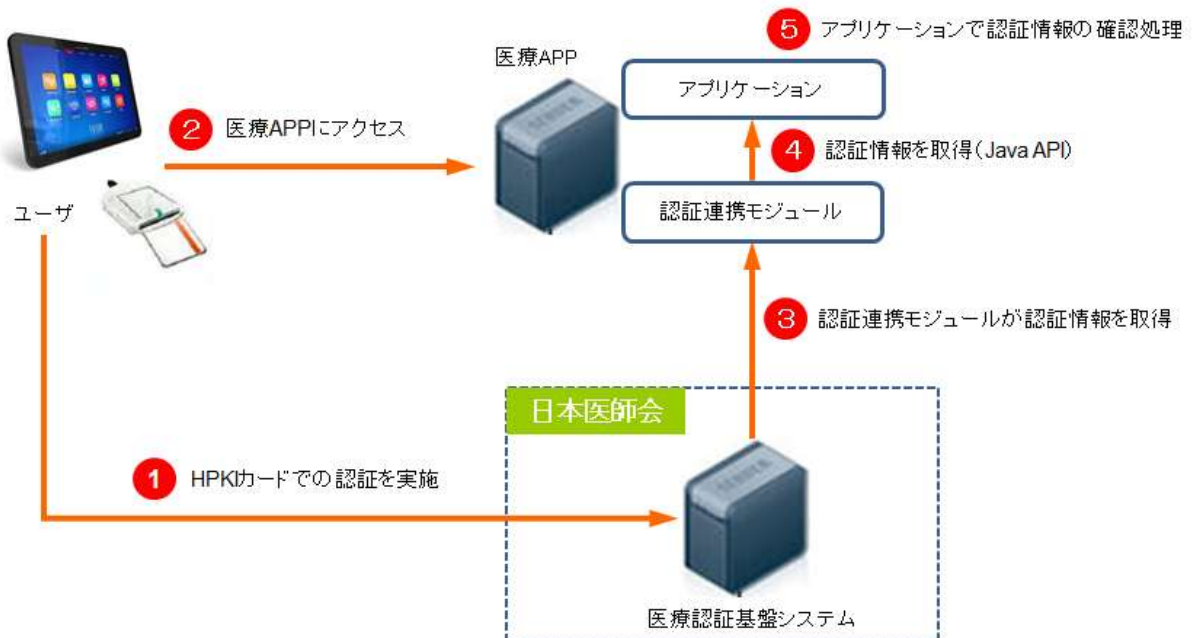 ⑤ アプリケーションで認証情報の確認処理
医療APP
アプリケーション
② 医療APPにアクセス
④ 認証情報を取得(Java API)
ユーザ
認証連携モジュール
③ 認証連携モジュールが認証情報を取得
日本医師会
① HPKIカードでの認証を実施
医療認証基盤システム